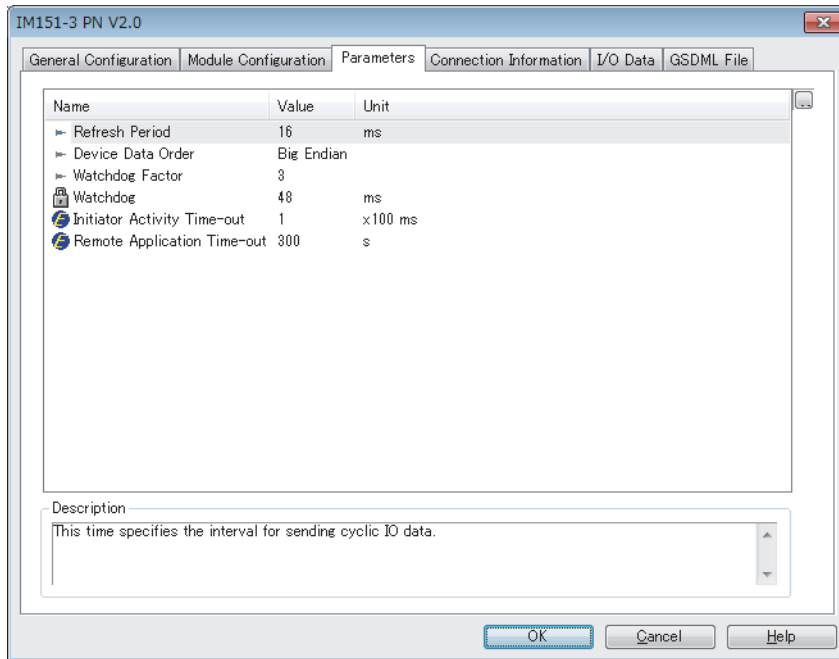 IM151-3 PN V2.0
General Configuration Module Configuration Parameters Connection Information I/O Data GSDML File
Name Value Unit
Refresh Period 16 ms
Device Data Order Big Endian
Watchdog Factor 3
Watchdog 48 ms
Initiator Activity Time-out 1 x100 ms
Remote Application Time-out 300 s
Description
This time specifies the interval for sending cyclic IO data.
OK Cancel Help